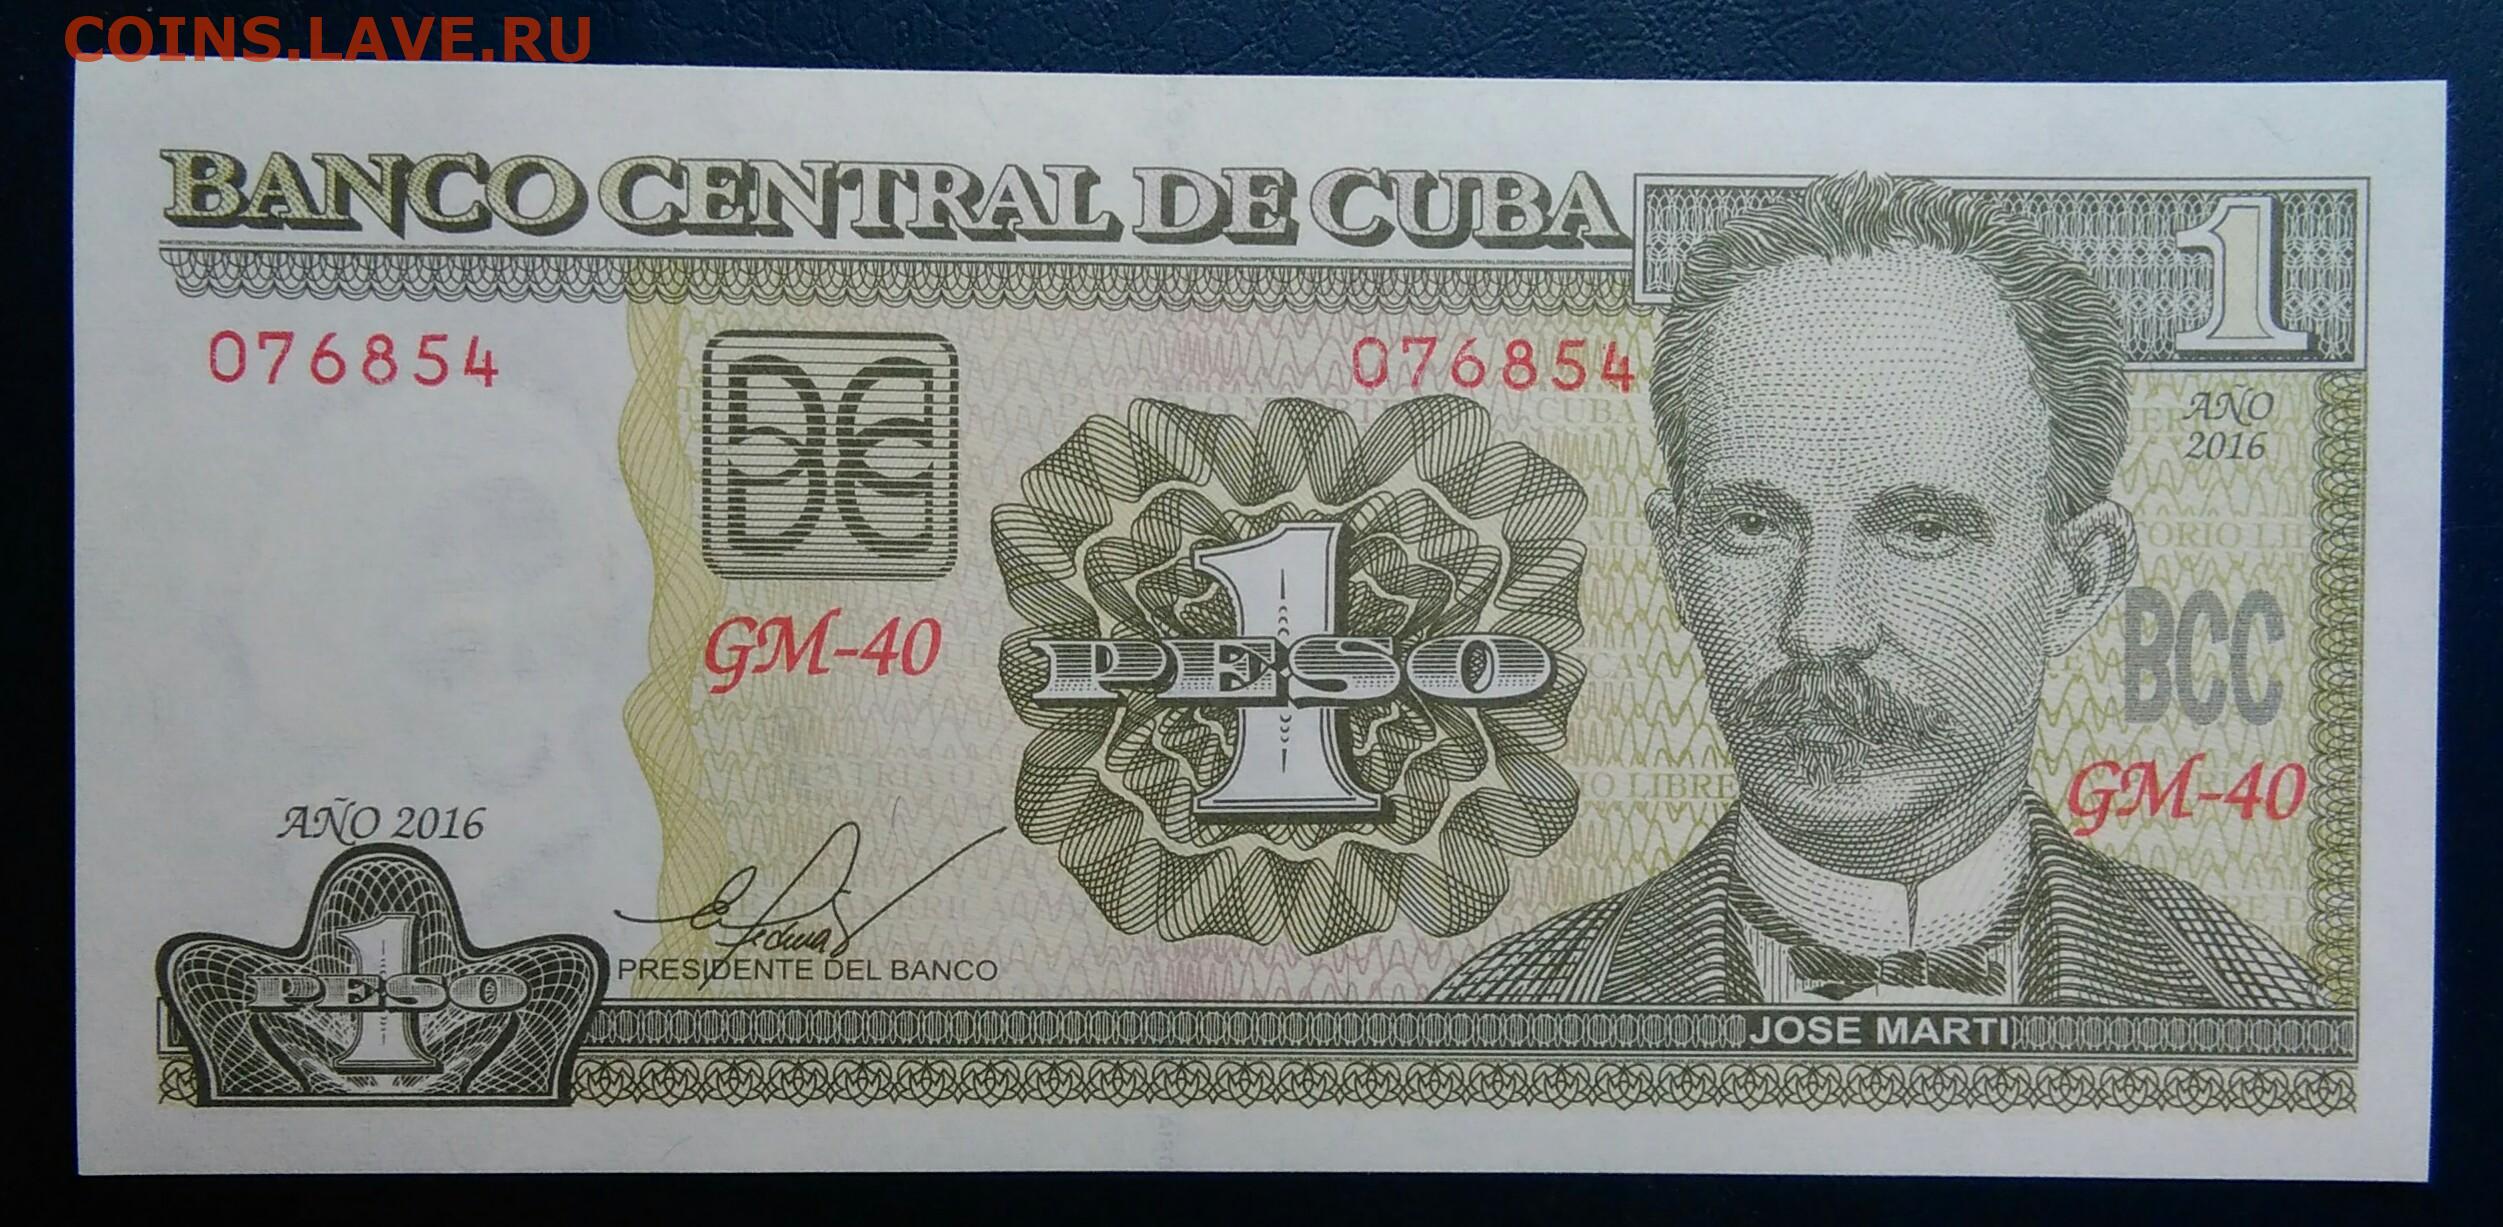 COINS.LAVE.RU
BANCO CENTRAL DE CUBA
1
076854
076854
AÑO
2016
1
PESO
GM-40
BCC
GM-40
AÑO 2016
1
PESO
PRESIDENTE DEL BANCO
JOSE MARTI